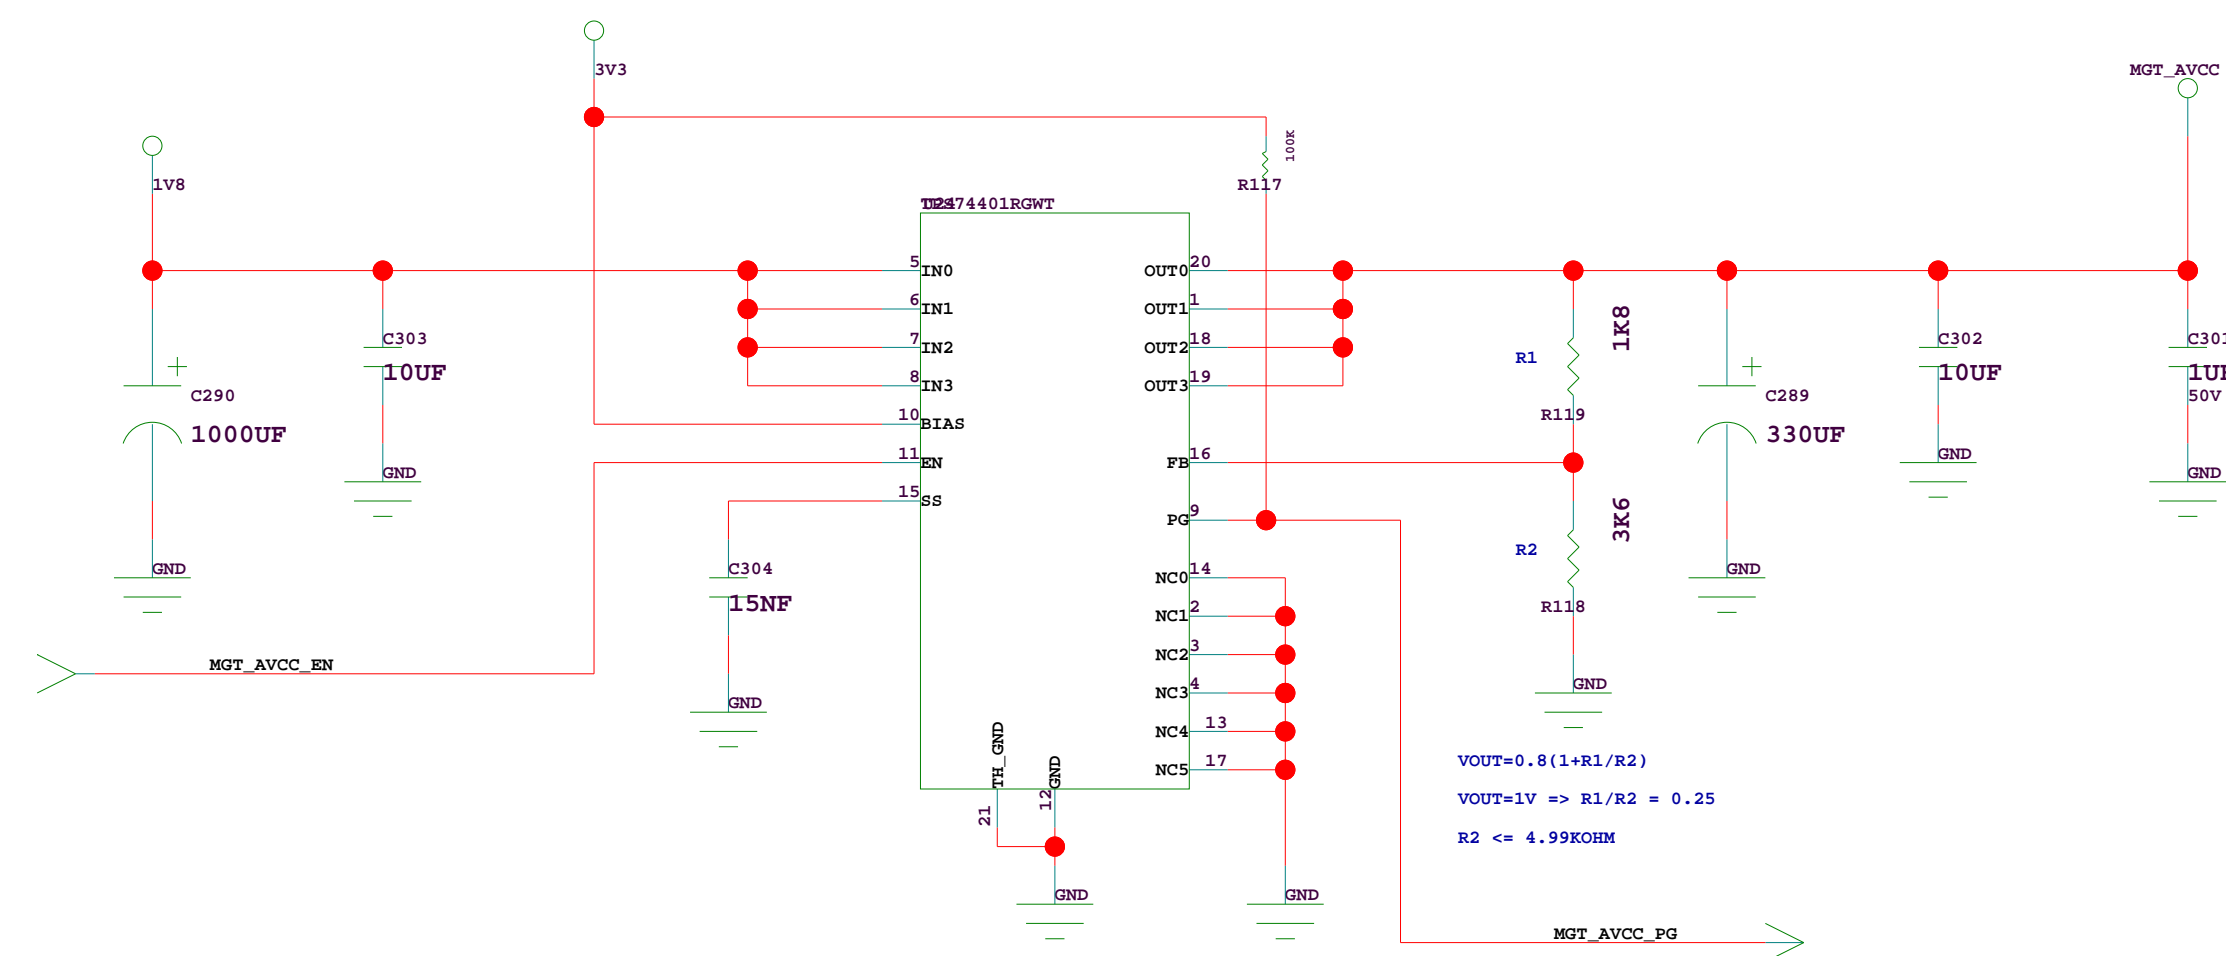 3V3
MGT_AVCC
100K
1V8
R117
74401RGWT
5
IN0
OUT0
20
6
IN1
OUT1
1
C303
10UF
7
IN2
OUT2
18
R1
1K8
C302
10UF
C301
1UF
50V
8
IN3
OUT3
19
C290
1000UF
C289
330UF
10
BIAS
R119
11
EN
FB
16
GND
GND
GND
15
SS
PG
9
R2
3K6
GND
C304
15NF
NC0
14
GND
NC1
2
R118
NC2
3
MGT_AVCC_EN
NC3
4
GND
GND
NC4
13
TH_GND
GND
NC5
17
VOUT=0.8(1+R1/R2)
VOUT=1V => R1/R2 = 0.25
R2 <= 4.99KOHM
21
12
GND
GND
MGT_AVCC_PG